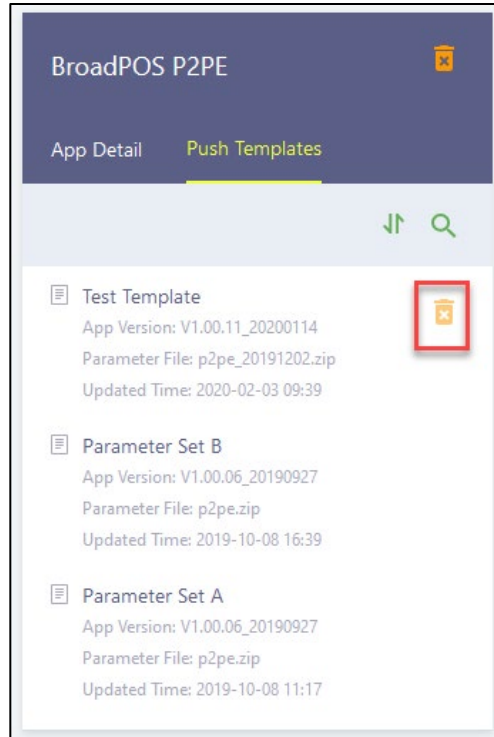 BroadPOS P2PE
App Detail Push Templates
Test Template
App Version: V1.00.11_20200114
Parameter File: p2pe_20191202.zip
Updated Time: 2020-02-03 09:39
Parameter Set B
App Version: V1.00.06_20190927
Parameter File: p2pe.zip
Updated Time: 2019-10-08 16:39
Parameter Set A
App Version: V1.00.06_20190927
Parameter File: p2pe.zip
Updated Time: 2019-10-08 11:17